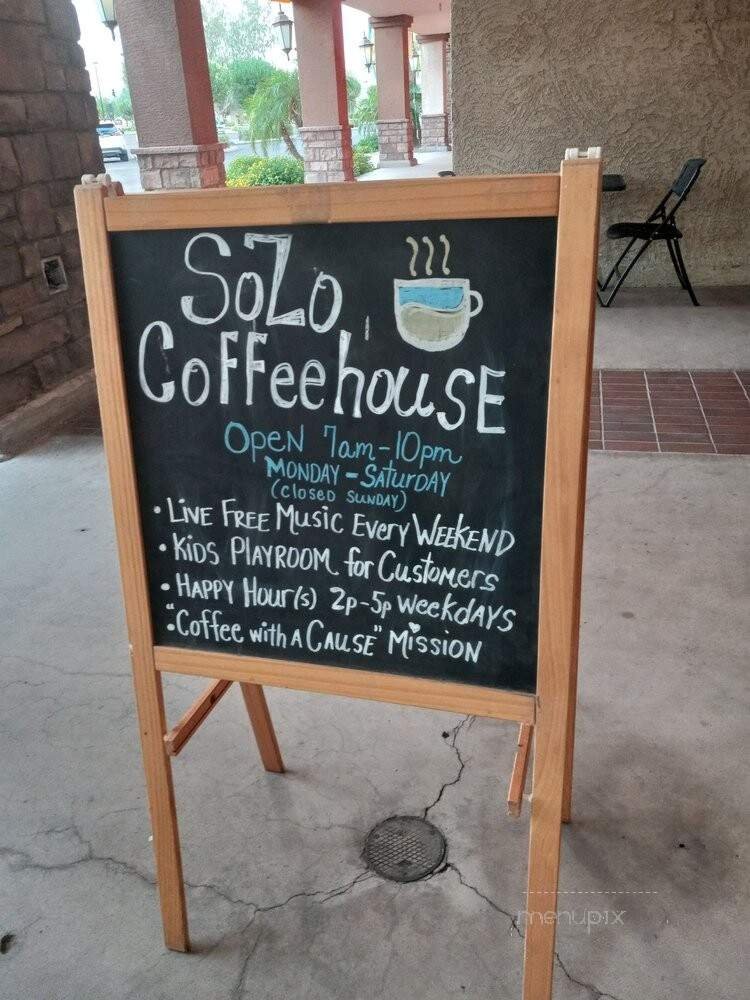 SoZo
CoffeehousE
OpeN 7am-10pm
MONDAY - SaTURDAY
(Closed SUNDAY)
• LIVE FREE Music Every WEEKEND
• KIDS PLAYROOM for Customers
• HAPPY Hour(s) 2p-5p weekdAYS
• "Coffee with A CAUSE" MissION
menupix